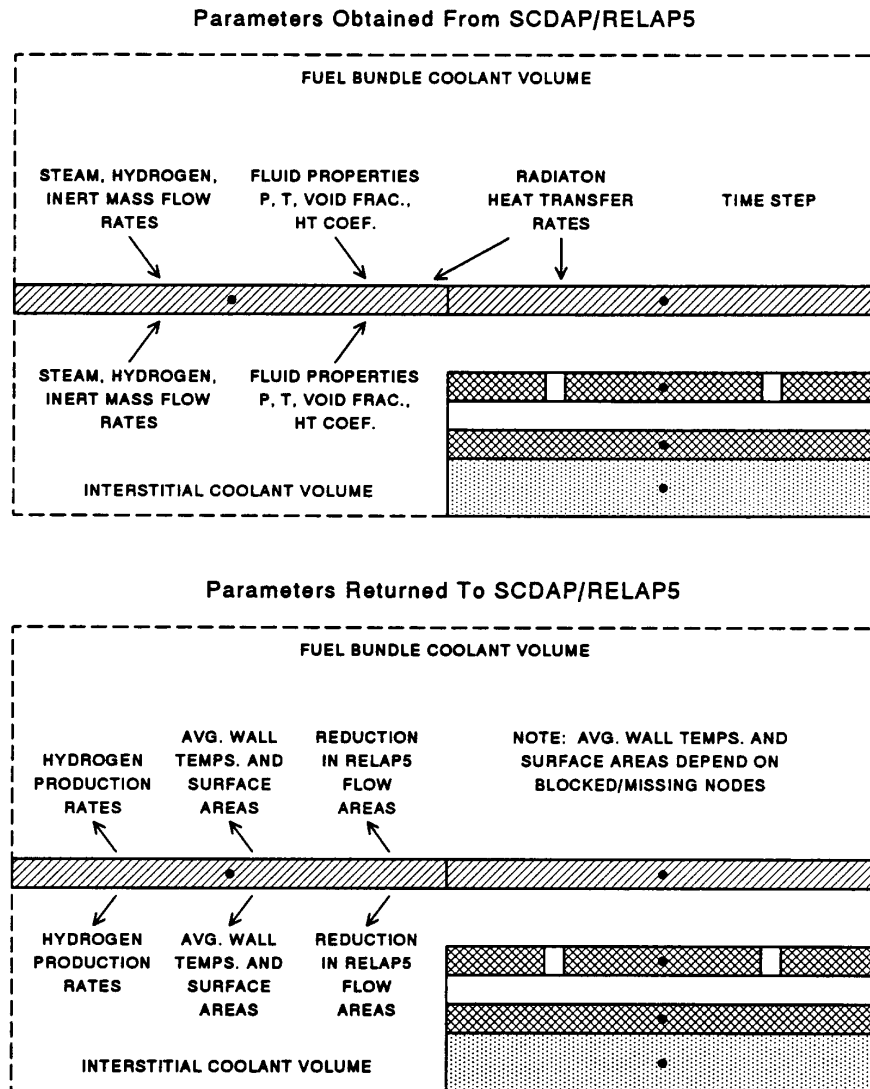 Parameters Obtained From SCDAP/RELAP5
FUEL BUNDLE COOLANT VOLUME
STEAM, HYDROGEN,
INERT MASS FLOW
RATES
FLUID PROPERTIES
P, T, VOID FRAC.,
HT COEF.
RADIATON
HEAT TRANSFER
RATES
TIME STEP
STEAM, HYDROGEN,
INERT MASS FLOW
RATES
FLUID PROPERTIES
P, T, VOID FRAC.,
HT COEF.
INTERSTITIAL COOLANT VOLUME
Parameters Returned To SCDAP/RELAP5
FUEL BUNDLE COOLANT VOLUME
HYDROGEN
PRODUCTION
RATES
AVG. WALL
TEMPS. AND
SURFACE
AREAS
REDUCTION
IN RELAP5
FLOW
AREAS
NOTE: AVG. WALL TEMPS. AND
SURFACE AREAS DEPEND ON
BLOCKED/MISSING NODES
HYDROGEN
PRODUCTION
RATES
AVG. WALL
TEMPS. AND
SURFACE
AREAS
REDUCTION
IN RELAP5
FLOW
AREAS
INTERSTITIAL COOLANT VOLUME